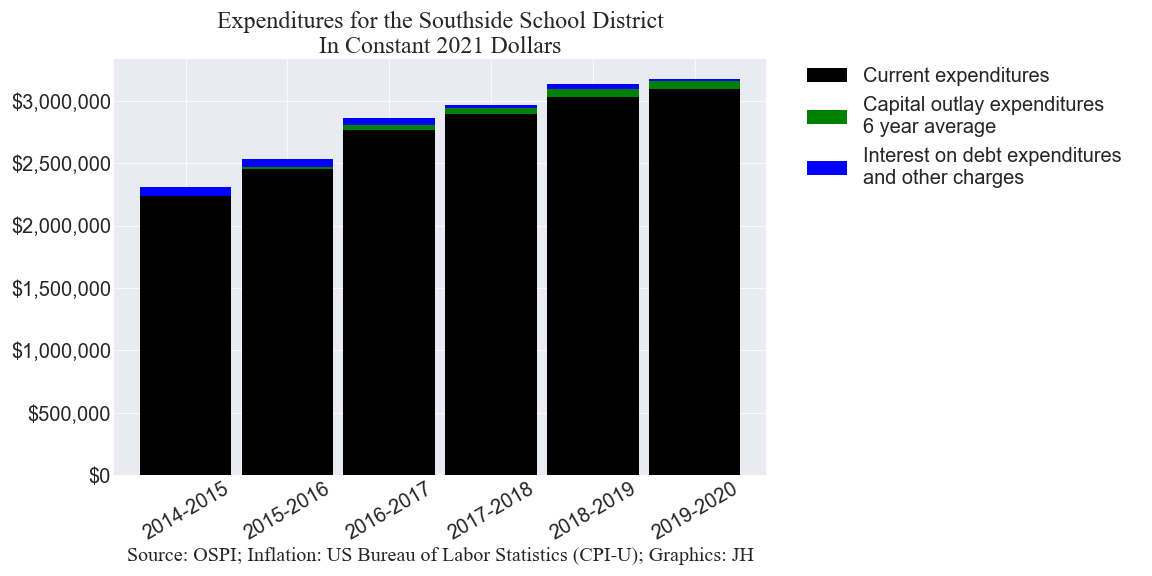 Expenditures for the Southside School District
In Constant 2021 Dollars
$3,000,000
$2,500,000
$2,000,000
$1,500,000
$1,000,000
$500,000
$0
2014-2015
2015-2016
2016-2017
2017-2018
2018-2019
2019-2020
Source: OSPI; Inflation: US Bureau of Labor Statistics (CPI-U); Graphics: JH
Current expenditures
Capital outlay expenditures
6 year average
Interest on debt expenditures
and other charges